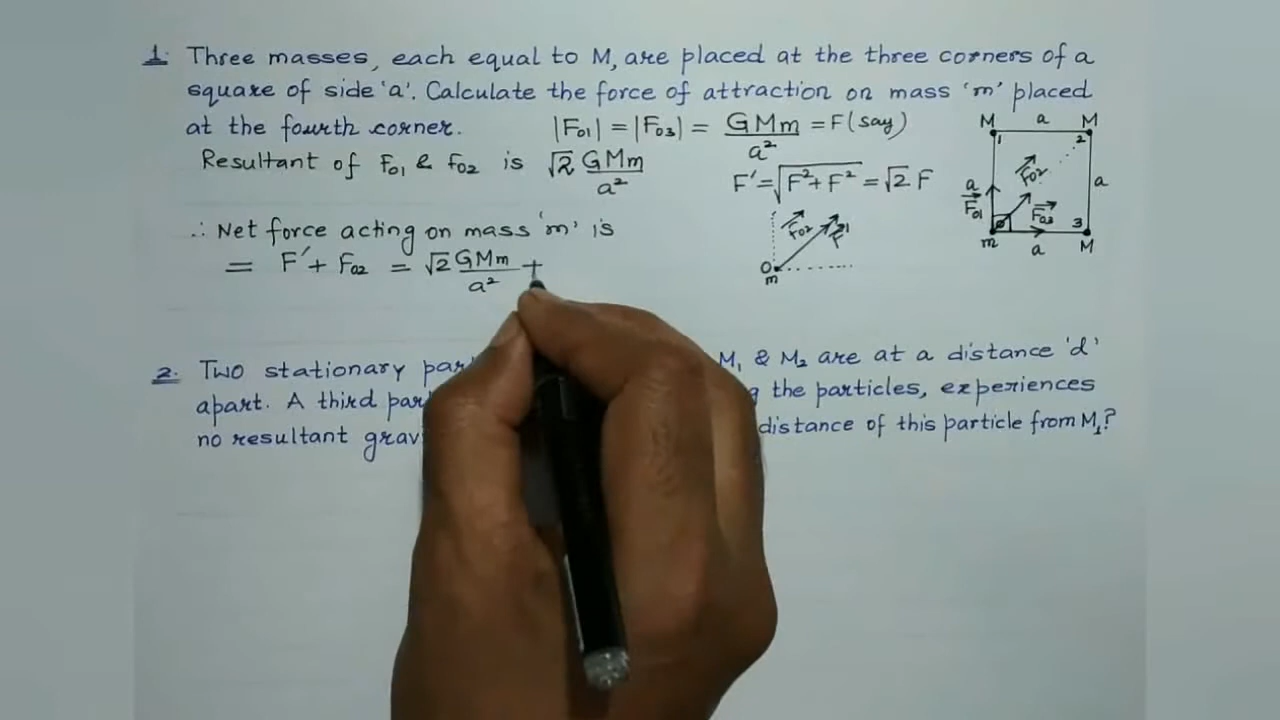 1. Three masses, each equal to M, are placed at the three corners of a
square of side 'a'. Calculate the force of attraction on mass 'm' placed
at the fourth corner. |F01| = |F03| = GMm/a² = F (say)
Resultant of F01 & F02 is √2 GMm/a²
F' = √F²+F² = √2 F
∴ Net force acting on mass 'm' is
= F' + F02 = √2 GMm/a² +
M a M
1 2
a F01 F02 a
F03 3
m a M
F02 F'
O
m
2. Two stationary M1 & M2 are at a distance 'd'
apart. A third the particles, experiences
no resultant distance of this particle from M1?